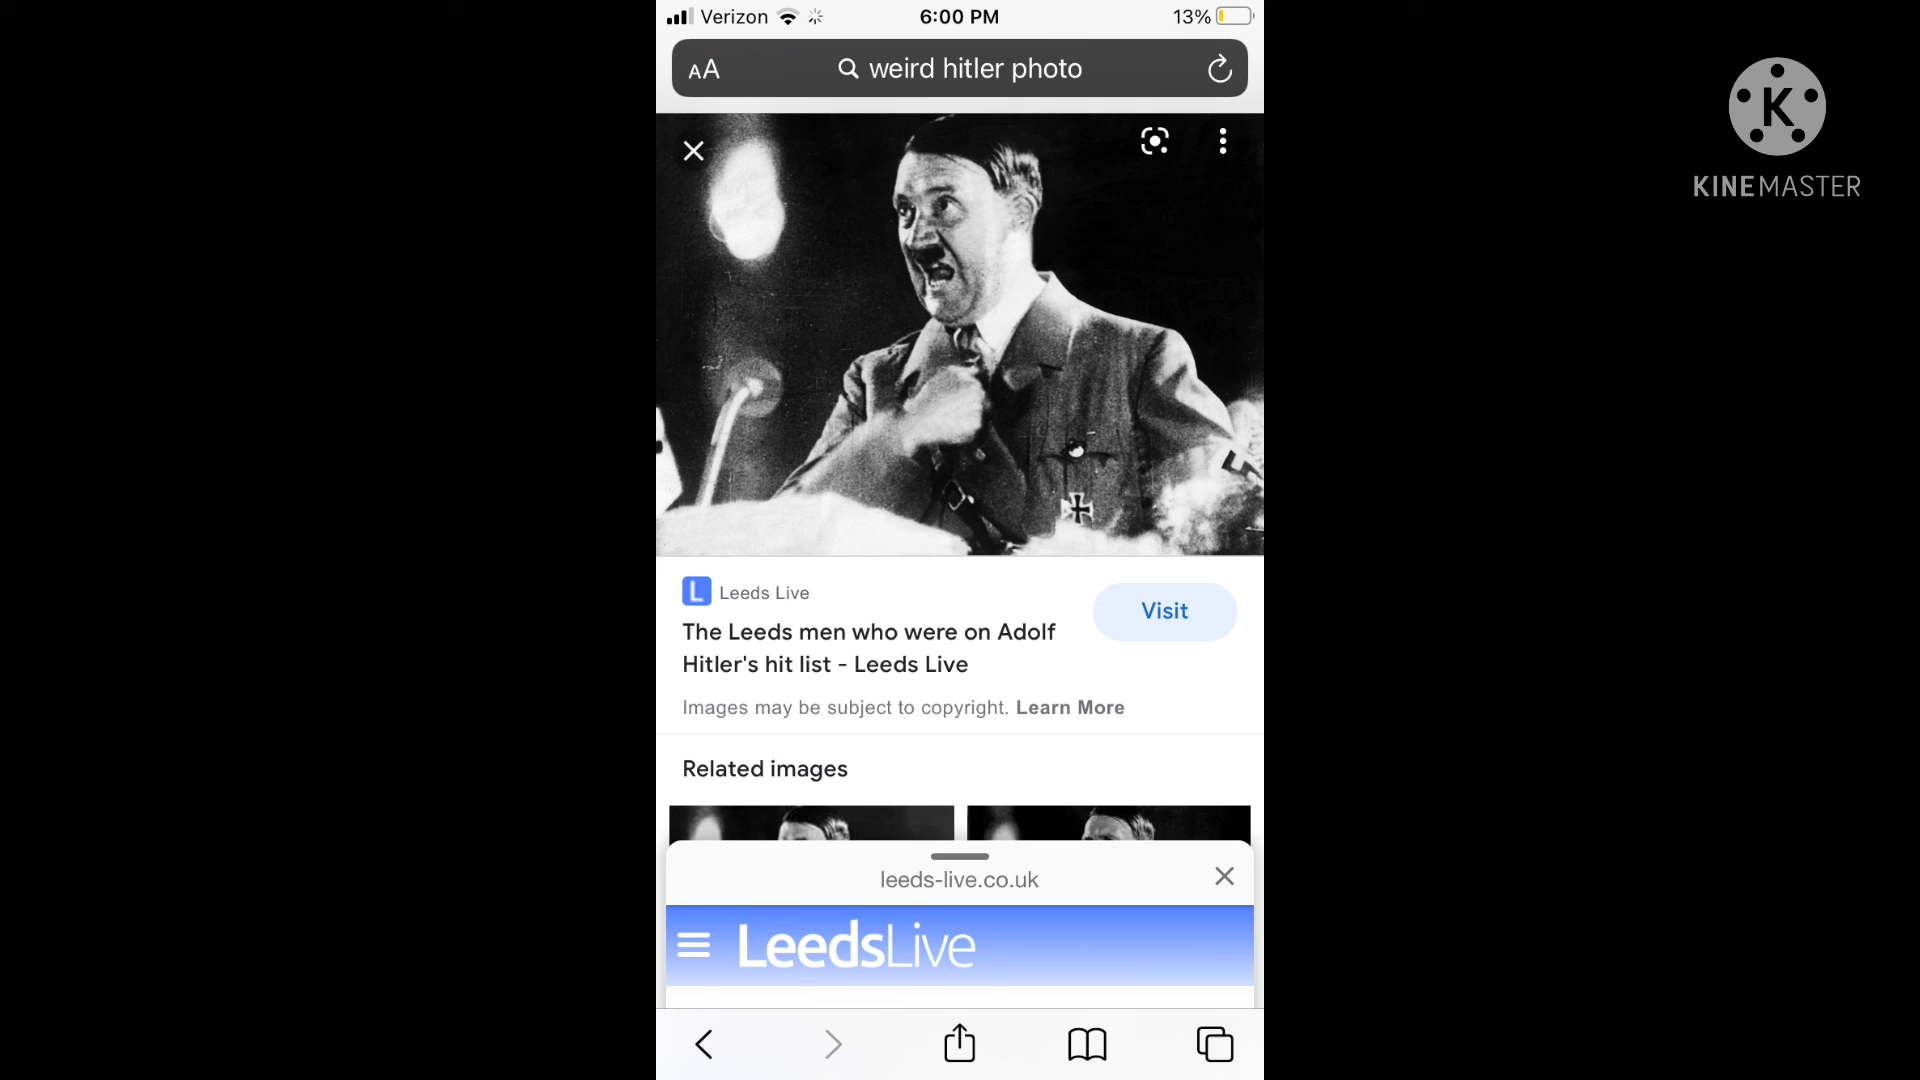 Verizon
6:00 PM
13%
AA
weird hitler photo
K
KINEMASTER
L
Leeds Live
Visit
The Leeds men who were on Adolf
Hitler's hit list - Leeds Live
Images may be subject to copyright. Learn More
Related images
leeds-live.co.uk
LeedsLive